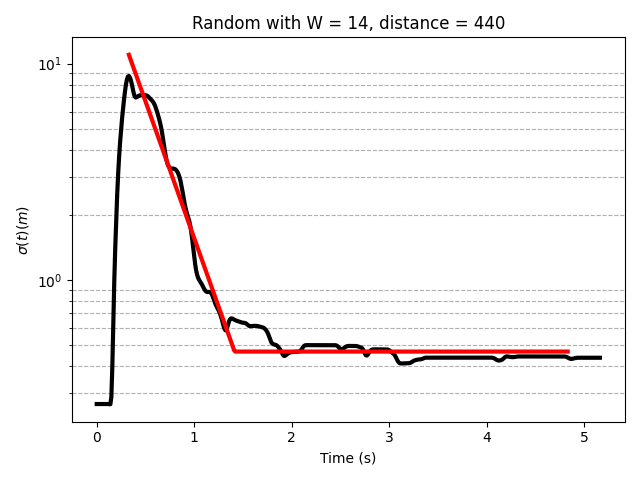 Random with W = 14, distance = 440
10¹
10⁰
σ(t)(m)
0 1 2 3 4 5
Time (s)